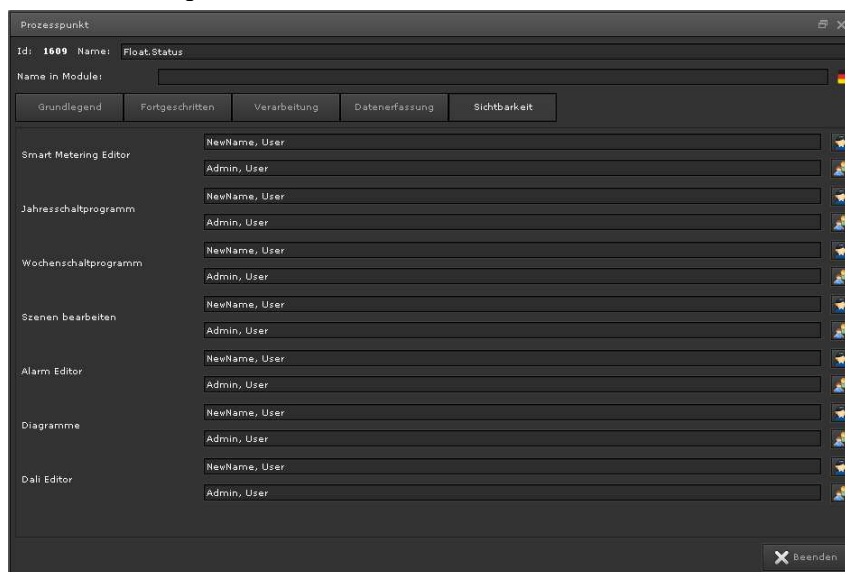 Prozesspunkt
Id: 1609 Name: Float.Status
Name in Module:
Grundlegend Fortgeschritten Verarbeitung Datenerfassung Sichtbarkeit
NewName, User
Smart Metering Editor
Admin, User
NewName, User
Jahresschaltprogramm
Admin, User
NewName, User
Wochenschaltprogramm
Admin, User
NewName, User
Szenen bearbeiten
Admin, User
NewName, User
Alarm Editor
Admin, User
NewName, User
Diagramme
Admin, User
NewName, User
Dali Editor
Admin, User
Beenden